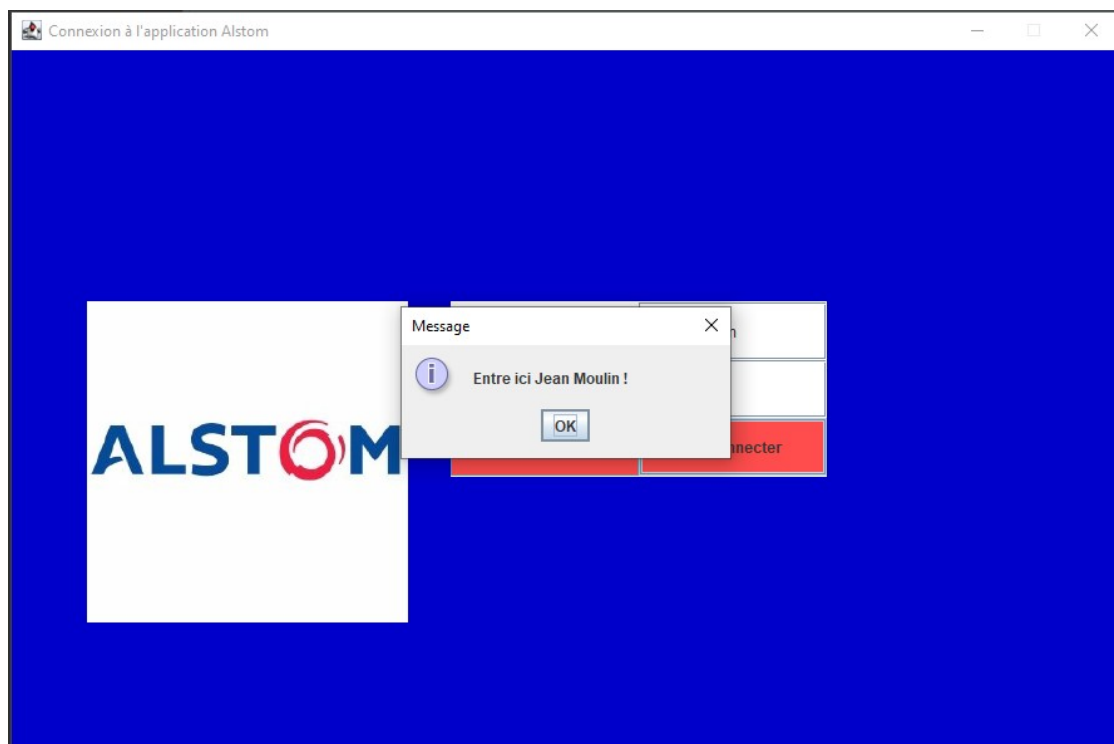 Connexion à l'application Alstom
Message
Entre ici Jean Moulin !
OK
ALSTOM